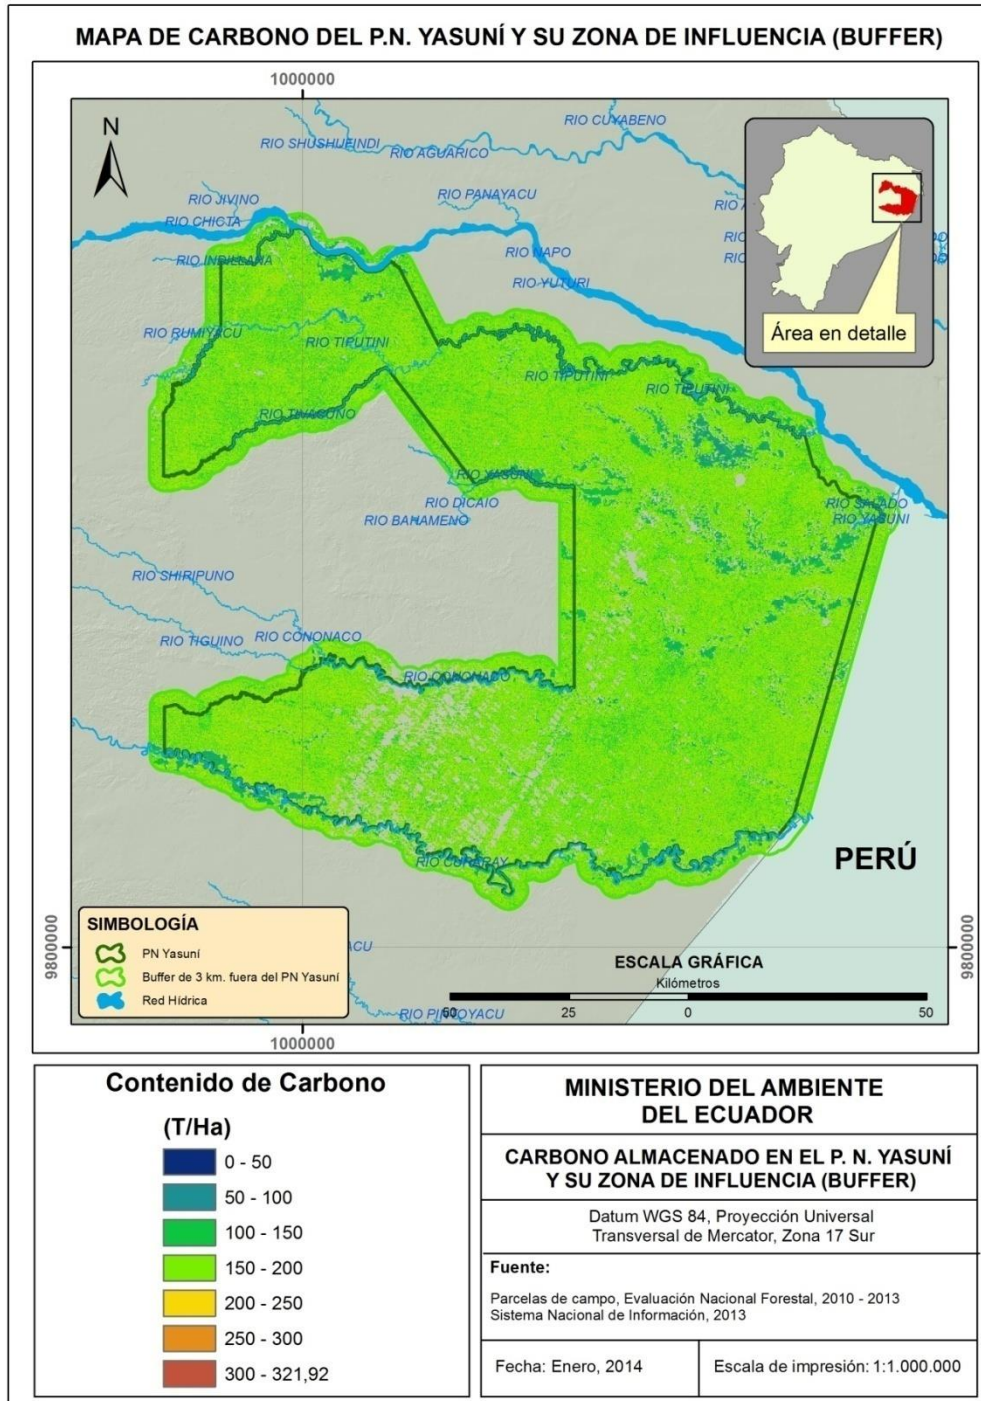 MAPA DE CARBONO DEL P.N. YASUNÍ Y SU ZONA DE INFLUENCIA (BUFFER)
1000000
N
RIO CUYABENO
RIO SHUSHUFINDI
RIO AGUARICO
RIO JIVINO
RIO PANAYACU
RIO CHICTA
RIO NAPO
RIO INDILLANA
RIO YUTURI
RIO RUMIYACU
RIO TIPUTINI
Área en detalle
RIO TIPUTINI
RIO TIPUTINI
RIO TIVACUNO
RIO YASUNI
RIO DICAIO
RIO SALADO
RIO BAHAMENO
RIO YASUNI
RIO SHIRIPUNO
RIO CONONACO
RIO TIGUINO
RIO CONONACO
RIO CURARAY
PERÚ
9800000
9800000
SIMBOLOGÍA
PN Yasuní
Buffer de 3 km. fuera del PN Yasuní
Red Hídrica
ACU
RIO PINTOYACU
ESCALA GRÁFICA
Kilómetros
25
0
50
1000000
Contenido de Carbono
(T/Ha)
0 - 50
50 - 100
100 - 150
150 - 200
200 - 250
250 - 300
300 - 321,92
MINISTERIO DEL AMBIENTE
DEL ECUADOR
CARBONO ALMACENADO EN EL P. N. YASUNÍ
Y SU ZONA DE INFLUENCIA (BUFFER)
Datum WGS 84, Proyección Universal
Transversal de Mercator, Zona 17 Sur
Fuente:
Parcelas de campo, Evaluación Nacional Forestal, 2010 - 2013
Sistema Nacional de Información, 2013
Fecha: Enero, 2014
Escala de impresión: 1:1.000.000